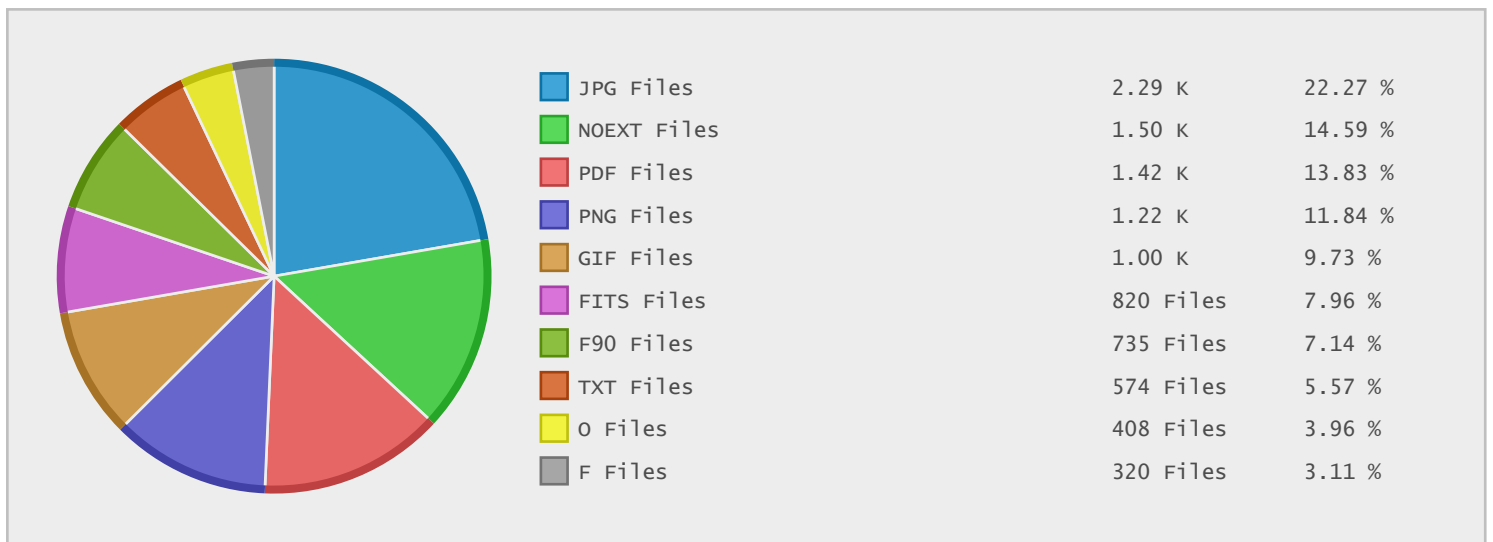 JPG Files 2.29 K 22.27 %
NOEXT Files 1.50 K 14.59 %
PDF Files 1.42 K 13.83 %
PNG Files 1.22 K 11.84 %
GIF Files 1.00 K 9.73 %
FITS Files 820 Files 7.96 %
F90 Files 735 Files 7.14 %
TXT Files 574 Files 5.57 %
O Files 408 Files 3.96 %
F Files 320 Files 3.11 %